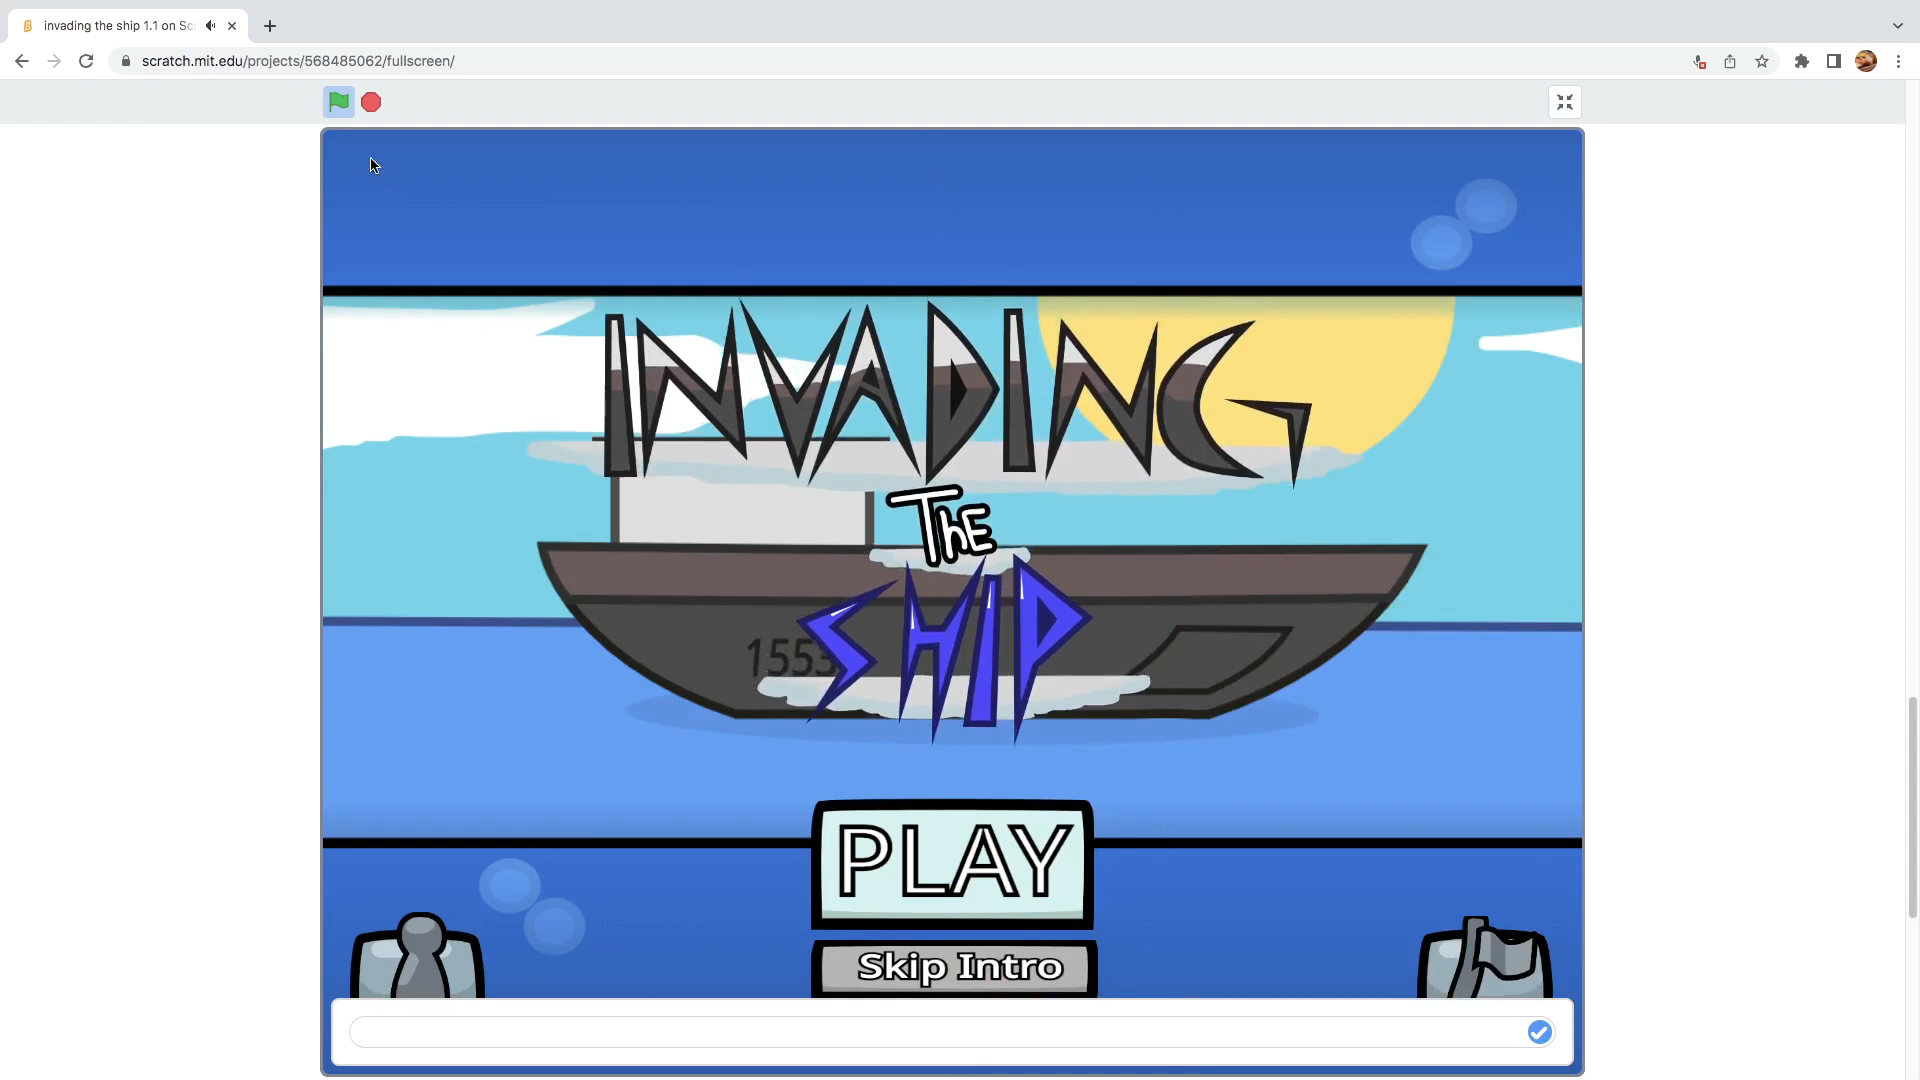 invading the ship 1.1 on Sc
scratch.mit.edu/projects/568485062/fullscreen/
INVADING
ThE
SHIP
1553
PLAY
Skip Intro